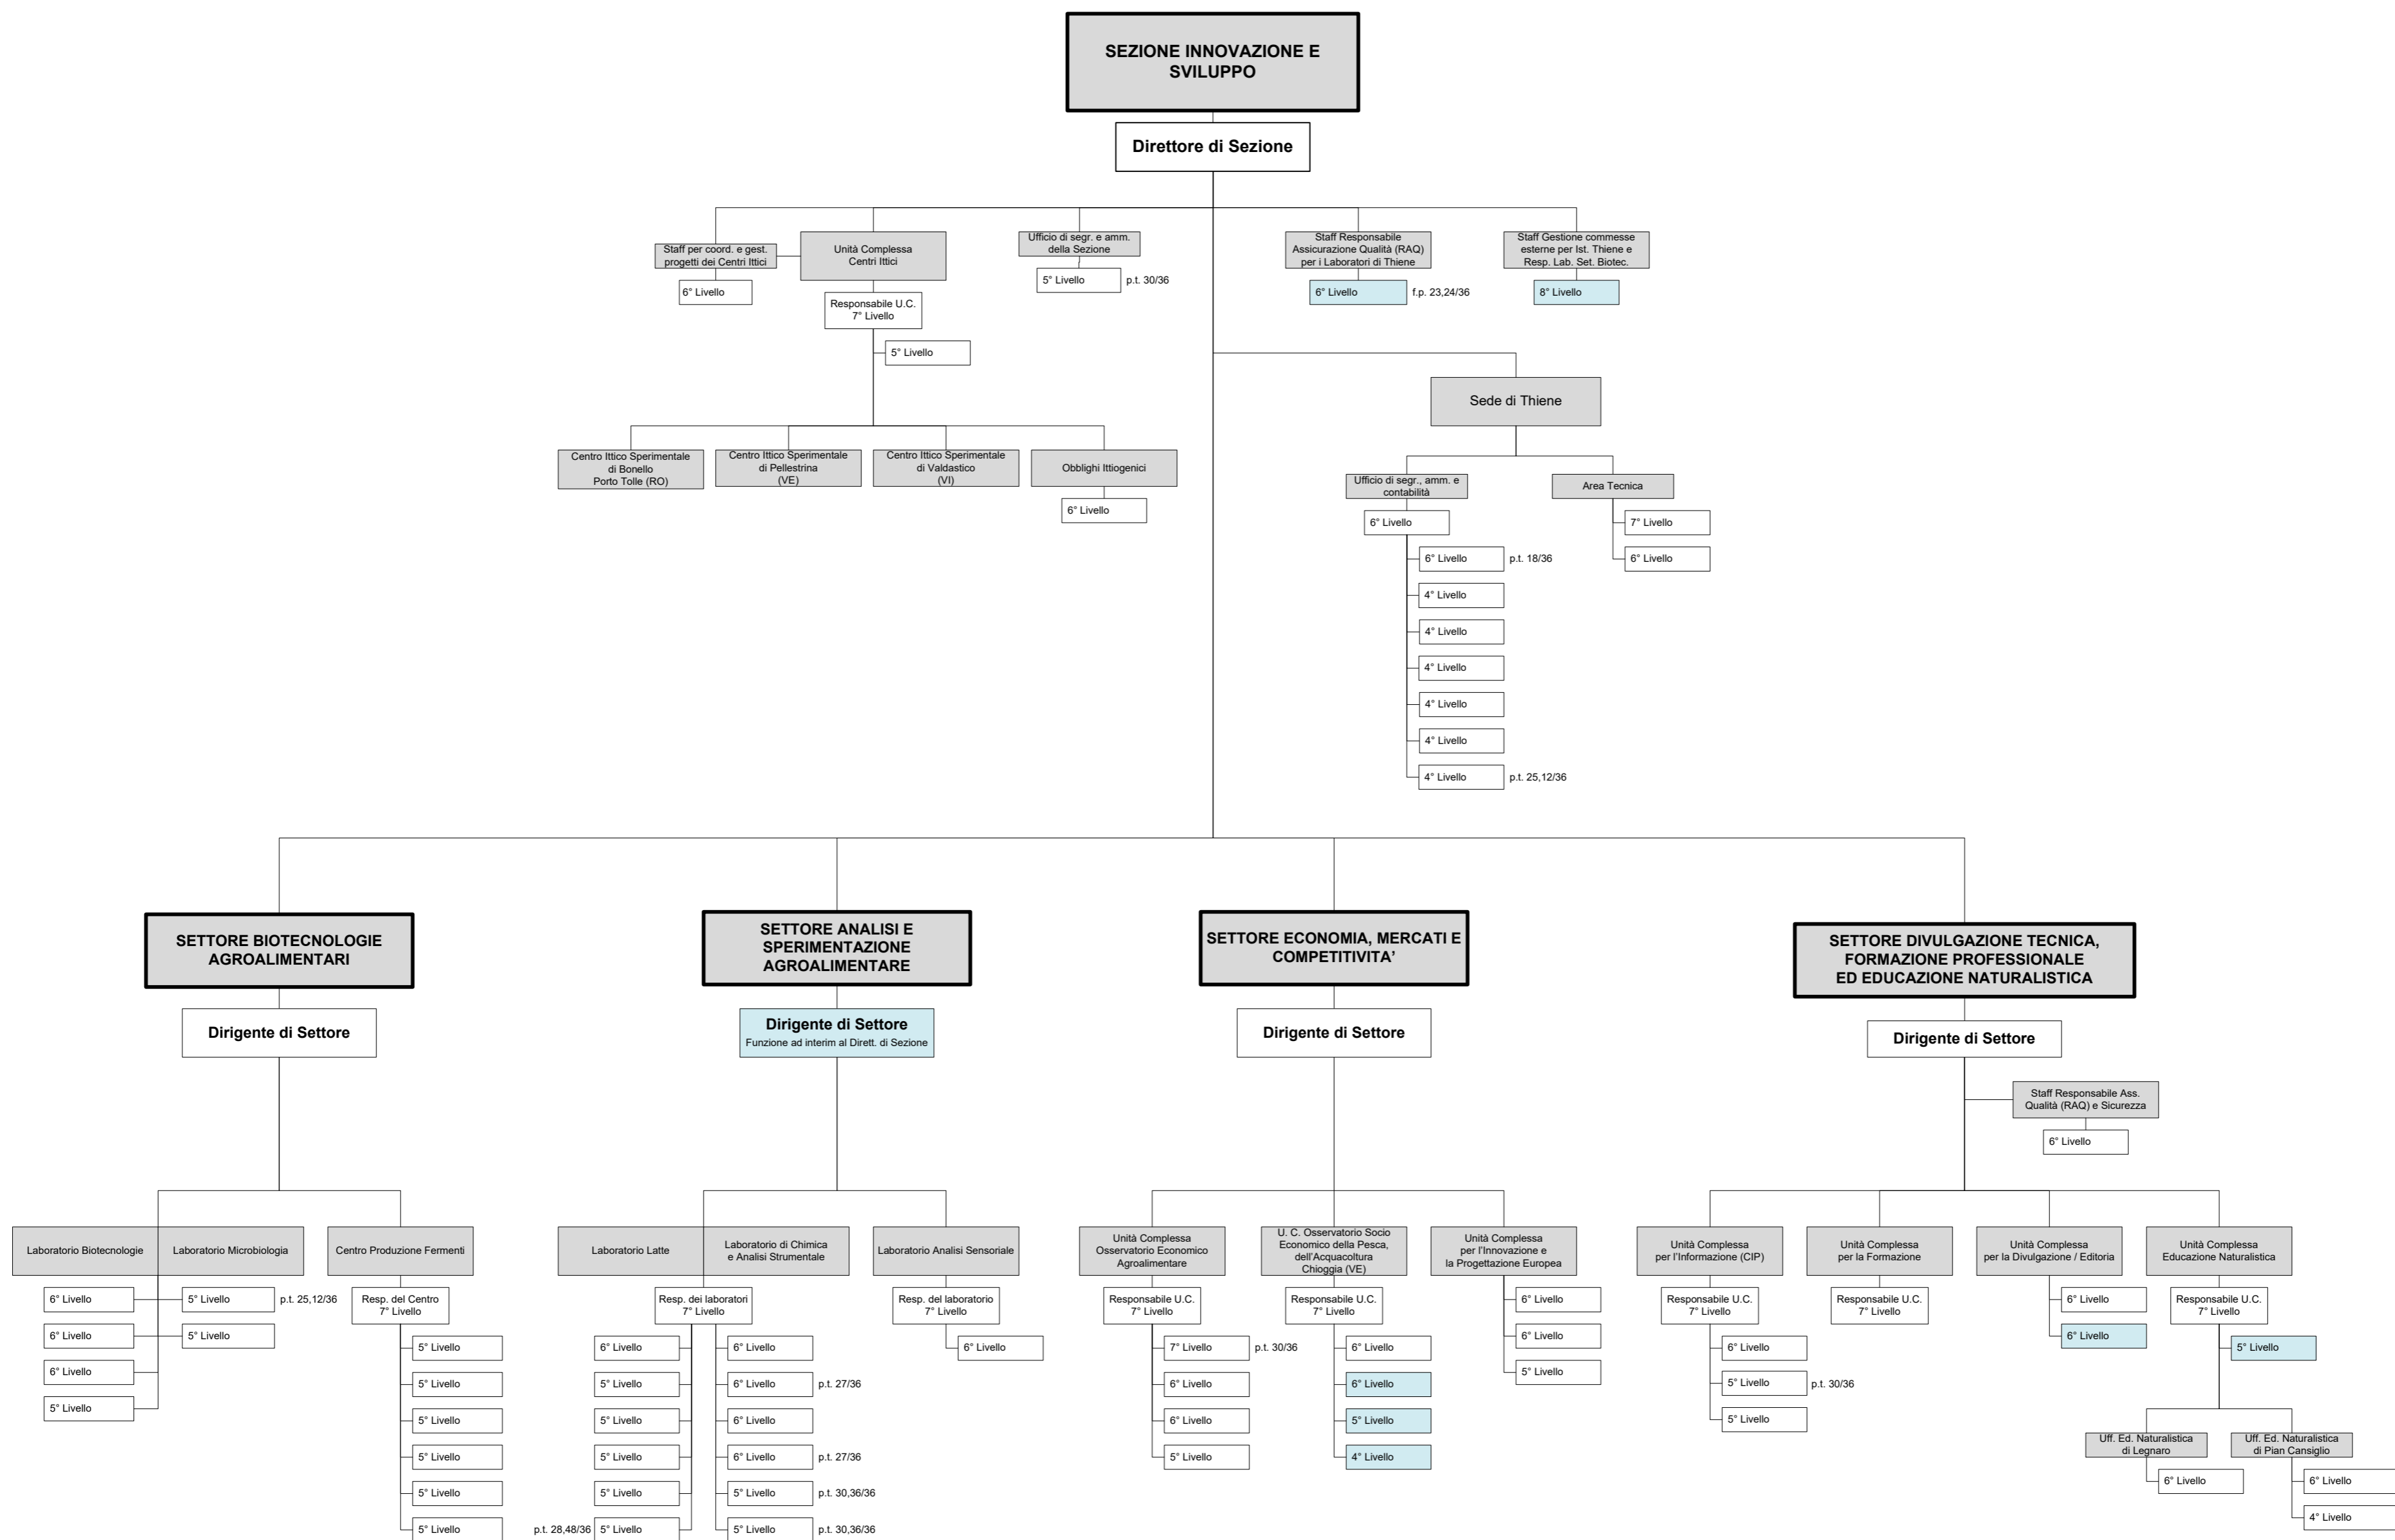 SEZIONE INNOVAZIONE E
SVILUPPO
Direttore di Sezione
Staff per coord. e gest.
progetti dei Centri Ittici
6° Livello
Unità Complessa
Centri Ittici
Responsabile U.C.
7° Livello
5° Livello
Ufficio di segr. e amm.
della Sezione
5° Livello
p.t. 30/36
Staff Responsabile
Assicurazione Qualità (RAQ)
per i Laboratori di Thiene
6° Livello
f.p. 23,24/36
Staff Gestione commesse
esterne per Ist. Thiene e
Resp. Lab. Set. Biotec.
8° Livello
Centro Ittico Sperimentale
di Bonello
Porto Tolle (RO)
Centro Ittico Sperimentale
di Pellestrina
(VE)
Centro Ittico Sperimentale
di Valdastico
(VI)
Obblighi Ittiogenici
6° Livello
Sede di Thiene
Ufficio di segr., amm. e
contabilità
6° Livello
6° Livello
p.t. 18/36
4° Livello
4° Livello
4° Livello
4° Livello
4° Livello
4° Livello
p.t. 25,12/36
Area Tecnica
7° Livello
6° Livello
SETTORE BIOTECNOLOGIE
AGROALIMENTARI
Dirigente di Settore
Laboratorio Biotecnologie
6° Livello
6° Livello
6° Livello
5° Livello
Laboratorio Microbiologia
5° Livello
p.t. 25,12/36
5° Livello
Centro Produzione Fermenti
Resp. del Centro
7° Livello
5° Livello
5° Livello
5° Livello
5° Livello
5° Livello
5° Livello
SETTORE ANALISI E
SPERIMENTAZIONE
AGROALIMENTARE
Dirigente di Settore
Funzione ad interim al Dirett. di Sezione
Laboratorio Latte
Laboratorio di Chimica
e Analisi Strumentale
Resp. dei laboratori
7° Livello
6° Livello
5° Livello
5° Livello
5° Livello
5° Livello
p.t. 28,48/36
5° Livello
6° Livello
6° Livello
p.t. 27/36
6° Livello
6° Livello
p.t. 27/36
5° Livello
p.t. 30,36/36
5° Livello
p.t. 30,36/36
Laboratorio Analisi Sensoriale
Resp. del laboratorio
7° Livello
6° Livello
SETTORE ECONOMIA, MERCATI E
COMPETITIVITA’
Dirigente di Settore
Unità Complessa
Osservatorio Economico
Agroalimentare
Responsabile U.C.
7° Livello
7° Livello
p.t. 30/36
6° Livello
6° Livello
5° Livello
U. C. Osservatorio Socio
Economico della Pesca,
dell’Acquacoltura
Chioggia (VE)
Responsabile U.C.
7° Livello
6° Livello
6° Livello
5° Livello
4° Livello
Unità Complessa
per l’Innovazione e
la Progettazione Europea
6° Livello
6° Livello
5° Livello
SETTORE DIVULGAZIONE TECNICA,
FORMAZIONE PROFESSIONALE
ED EDUCAZIONE NATURALISTICA
Dirigente di Settore
Staff Responsabile Ass.
Qualità (RAQ) e Sicurezza
6° Livello
Unità Complessa
per l’Informazione (CIP)
Responsabile U.C.
7° Livello
6° Livello
5° Livello
p.t. 30/36
5° Livello
Unità Complessa
per la Formazione
Responsabile U.C.
7° Livello
Unità Complessa
per la Divulgazione / Editoria
6° Livello
6° Livello
Unità Complessa
Educazione Naturalistica
Responsabile U.C.
7° Livello
5° Livello
Uff. Ed. Naturalistica
di Legnaro
6° Livello
Uff. Ed. Naturalistica
di Pian Cansiglio
6° Livello
4° Livello